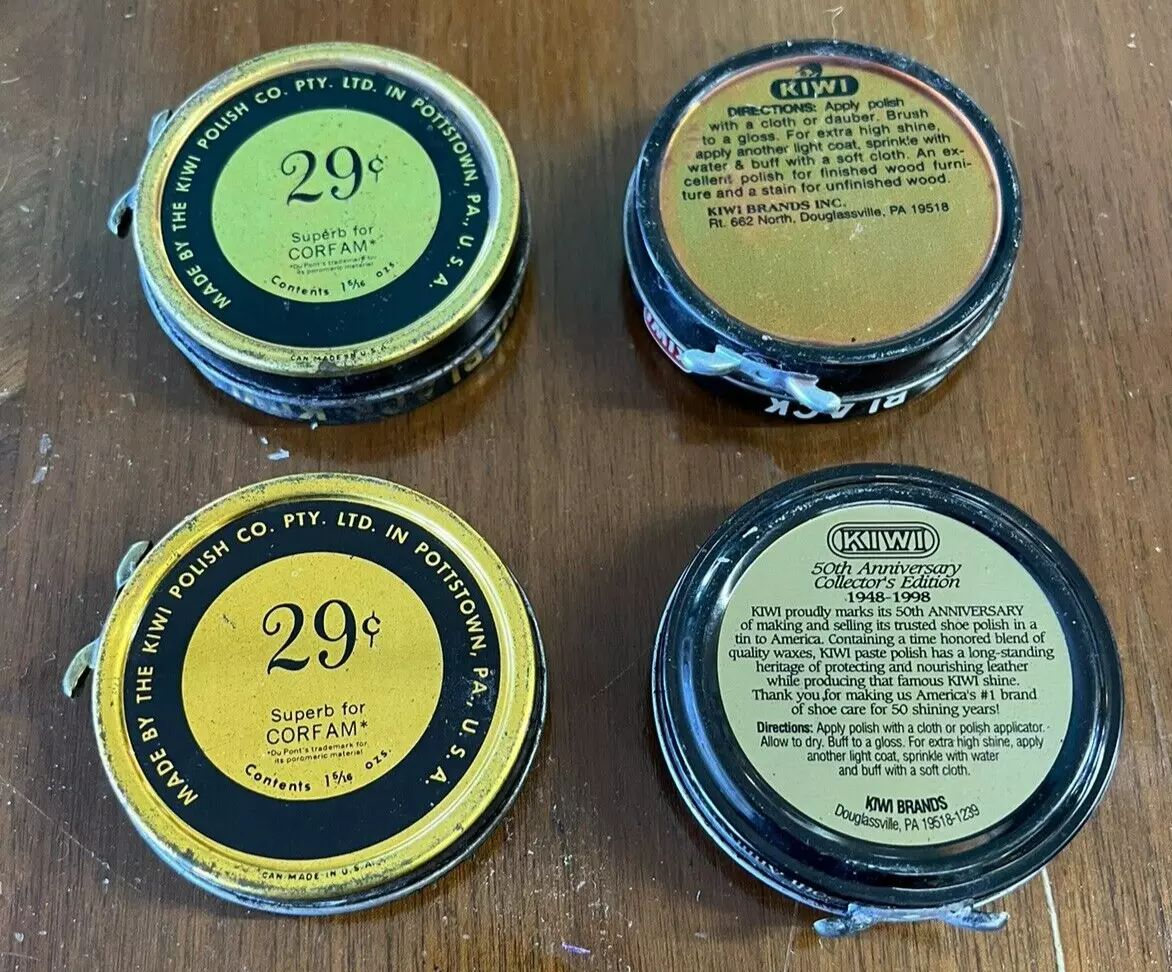 MADE BY THE KIWI POLISH CO. PTY. LTD. IN POTTSTOWN, PA., U. S. A.
29¢
Superb for
CORFAM*
*Du Pont's trademark for
its poromeric material
Contents 1 5/16 ozs.
CAN MADE IN U.S.A.
BLACK
KIWI
DIRECTIONS: Apply polish
with a cloth or dauber. Brush
to a gloss. For extra high shine,
apply another light coat, sprinkle with
water & buff with a soft cloth. An ex-
cellent polish for finished wood furni-
ture and a stain for unfinished wood.
KIWI BRANDS INC.
Rt. 662 North, Douglassville, PA 19518
BLACK
MADE BY THE KIWI POLISH CO. PTY. LTD. IN POTTSTOWN, PA., U. S. A.
29¢
Superb for
CORFAM*
*Du Pont's trademark for
its poromeric material
Contents 1 5/16 ozs.
CAN MADE IN U.S.A.
KIWI
50th Anniversary
Collector's Edition
1948-1998
KIWI proudly marks its 50th ANNIVERSARY
of making and selling its trusted shoe polish in a
tin to America. Containing a time honored blend of
quality waxes, KIWI paste polish has a long-standing
heritage of protecting and nourishing leather
while producing that famous KIWI shine.
Thank you for making us America's #1 brand
of shoe care for 50 shining years!
Directions: Apply polish with a cloth or polish applicator.
Allow to dry. Buff to a gloss. For extra high shine, apply
another light coat, sprinkle with water
and buff with a soft cloth.
KIWI BRANDS
Douglassville, PA 19518-1239